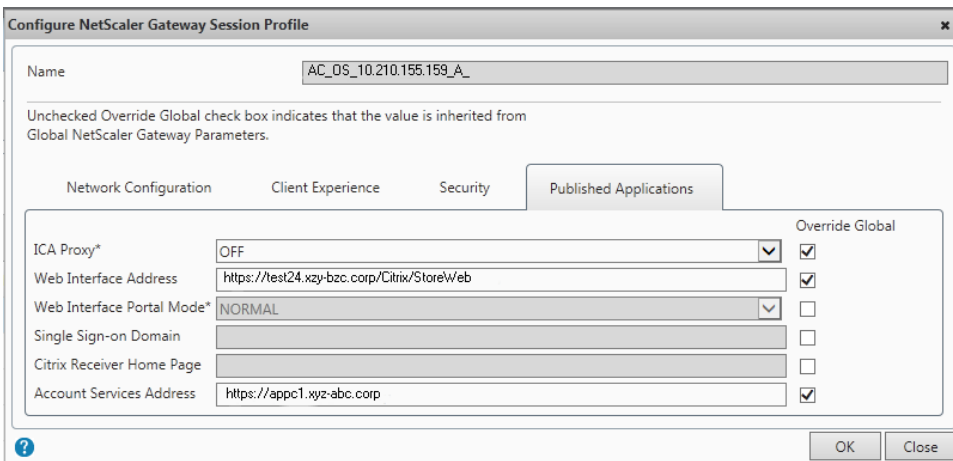 Configure NetScaler Gateway Session Profile
Name AC_OS_10.210.155.159_A_
Unchecked Override Global check box indicates that the value is inherited from
Global NetScaler Gateway Parameters.
Network Configuration Client Experience Security Published Applications
Override Global
ICA Proxy* OFF
Web Interface Address https://test24.xzy-bzc.corp/Citrix/StoreWeb
Web Interface Portal Mode* NORMAL
Single Sign-on Domain
Citrix Receiver Home Page
Account Services Address https://appc1.xyz-abc.corp
? OK Close